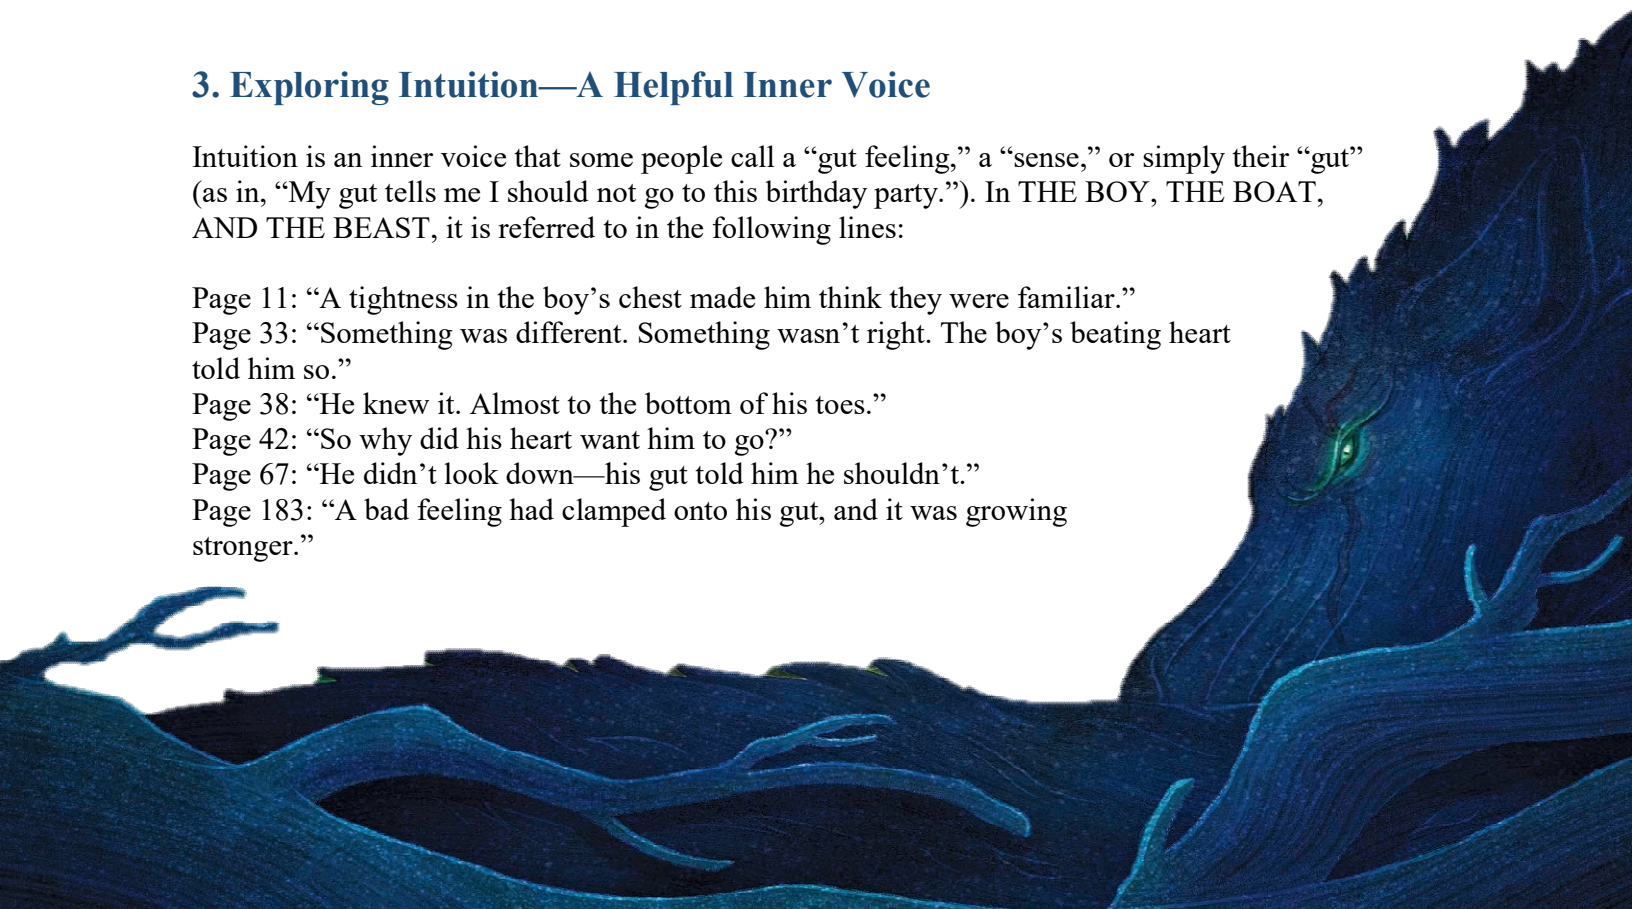 3. Exploring Intuition—A Helpful Inner Voice
Intuition is an inner voice that some people call a “gut feeling,” a “sense,” or simply their “gut”
(as in, “My gut tells me I should not go to this birthday party.”). In THE BOY, THE BOAT,
AND THE BEAST, it is referred to in the following lines:
Page 11: “A tightness in the boy’s chest made him think they were familiar.”
Page 33: “Something was different. Something wasn’t right. The boy’s beating heart
told him so.”
Page 38: “He knew it. Almost to the bottom of his toes.”
Page 42: “So why did his heart want him to go?”
Page 67: “He didn’t look down—his gut told him he shouldn’t.”
Page 183: “A bad feeling had clamped onto his gut, and it was growing
stronger.”